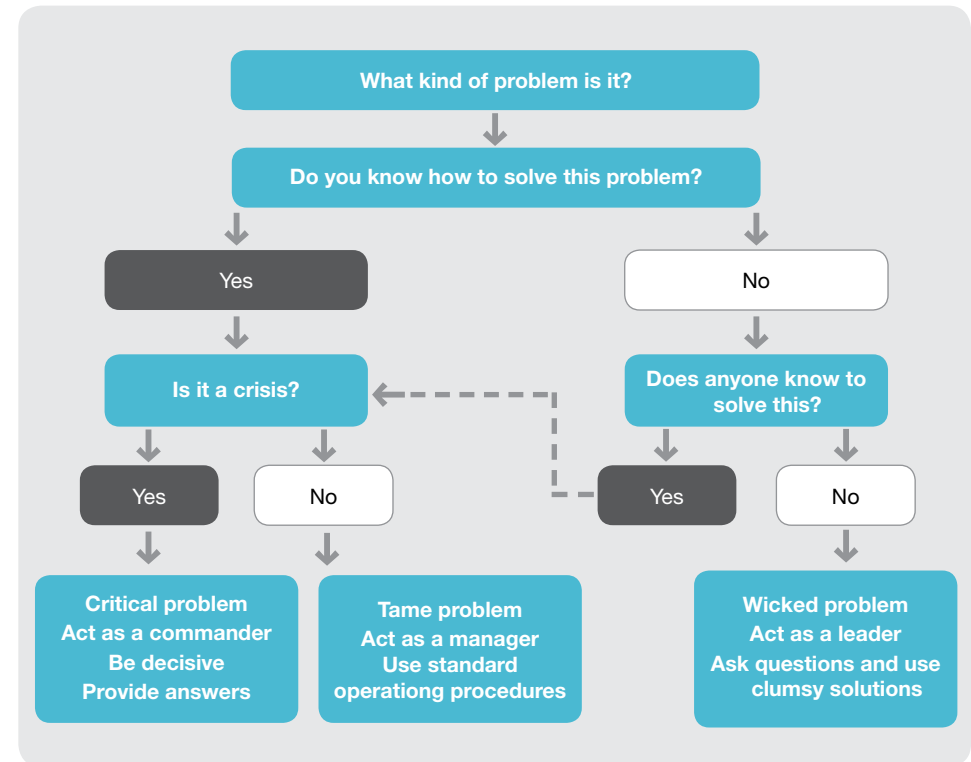 What kind of problem is it?
Do you know how to solve this problem?
Yes
No
Is it a crisis?
Does anyone know to
solve this?
Yes
No
Yes
No
Critical problem
Act as a commander
Be decisive
Provide answers
Tame problem
Act as a manager
Use standard
operationg procedures
Wicked problem
Act as a leader
Ask questions and use
clumsy solutions